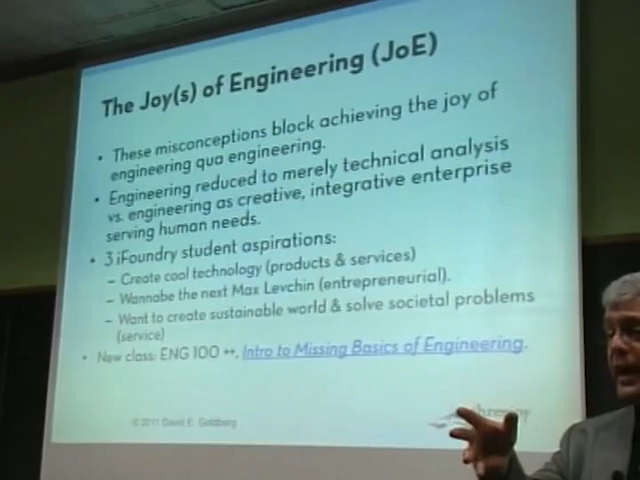 The Joy(s) of Engineering (JoE)
• These misconceptions block achieving the joy of
engineering qua engineering.
• Engineering reduced to merely technical analysis
vs. engineering as creative, integrative enterprise
serving human needs.
• 3 iFoundry student aspirations:
– Create cool technology (products & services)
– Wannabe the next Max Levchin (entrepreneurial).
– Want to create sustainable world & solve societal problems
(service)
• New class: ENG 100 ++, Intro to Missing Basics of Engineering.
© 2011 David E. Goldberg